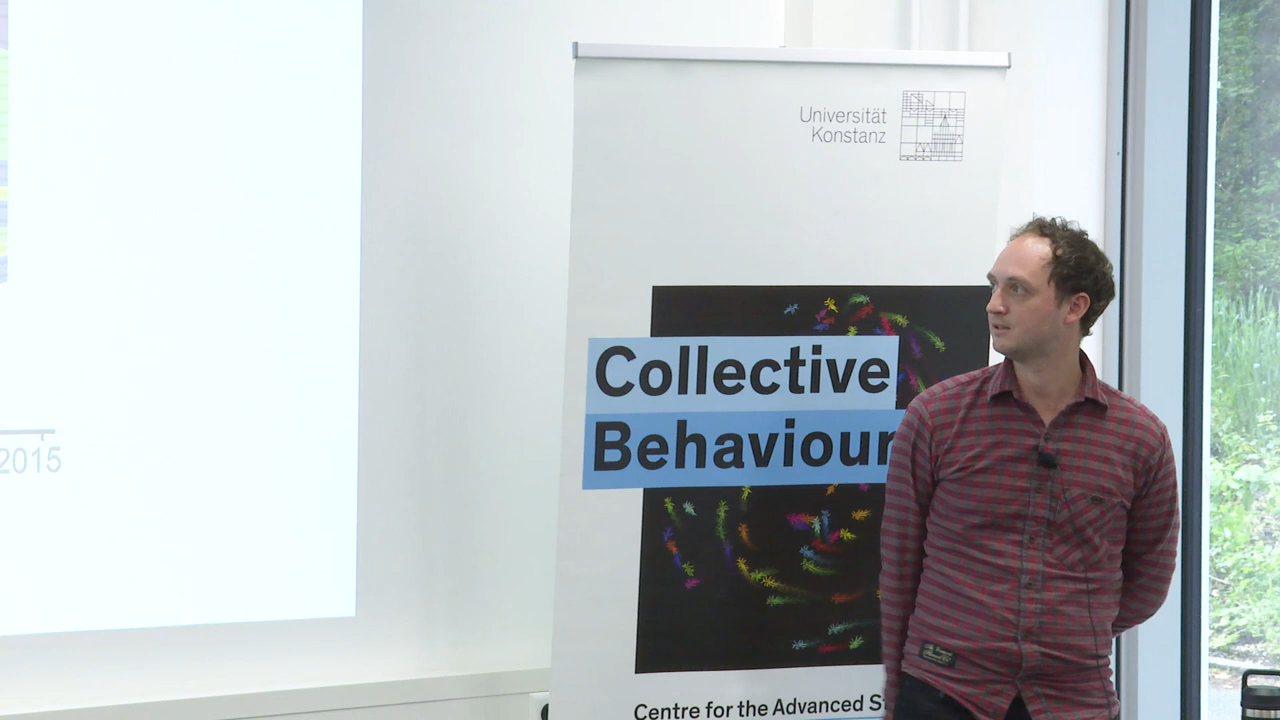 Universität
Konstanz
Collective
Behaviour
2015
Centre for the Advanced